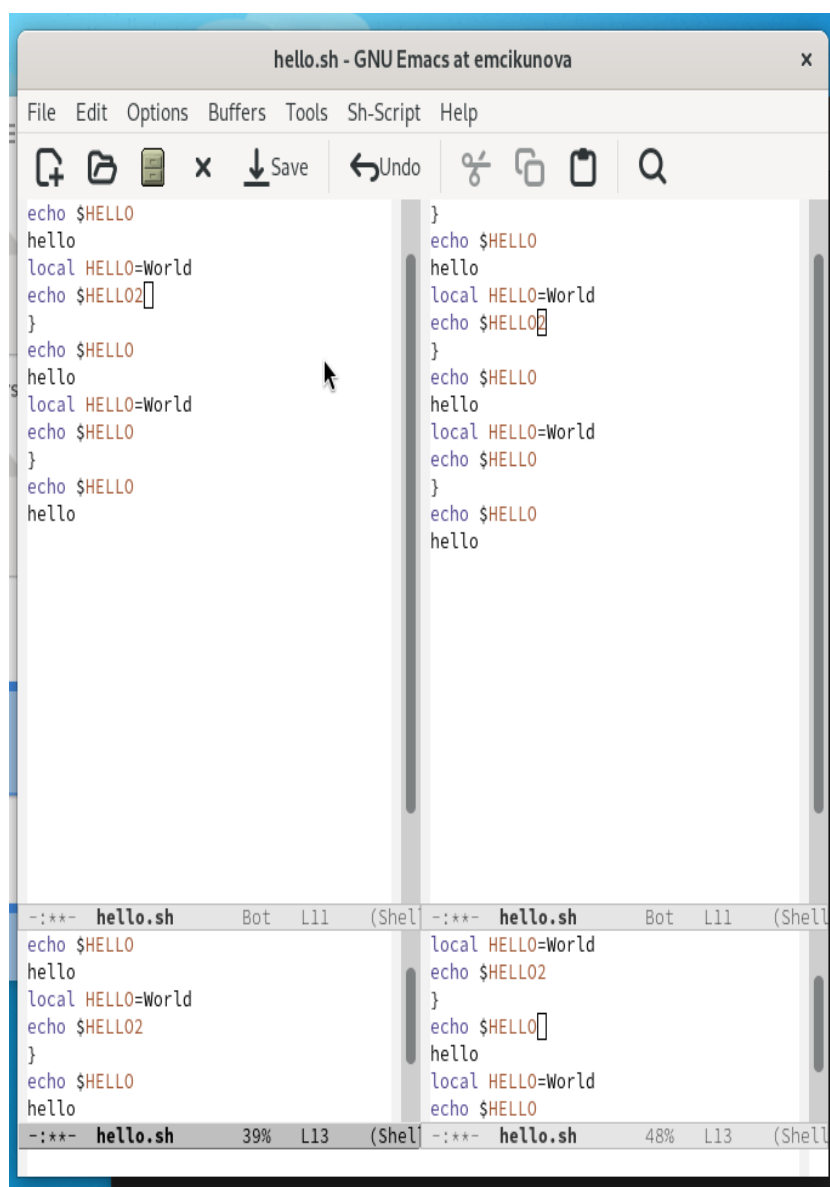 hello.sh - GNU Emacs at emcikunova
File Edit Options Buffers Tools Sh-Script Help
Save Undo
echo $HELLO
hello
local HELLO=World
echo $HELLO2
}
echo $HELLO
hello
local HELLO=World
echo $HELLO
}
echo $HELLO
hello
-:**- hello.sh Bot L11 (Shel
}
echo $HELLO
hello
local HELLO=World
echo $HELLO2
}
echo $HELLO
hello
local HELLO=World
echo $HELLO
}
echo $HELLO
hello
-:**- hello.sh Bot L11 (Shell
echo $HELLO
hello
local HELLO=World
echo $HELLO2
}
echo $HELLO
hello
-:**- hello.sh 39% L13 (Shel
local HELLO=World
echo $HELLO2
}
echo $HELLO
hello
local HELLO=World
echo $HELLO
-:**- hello.sh 48% L13 (Shell